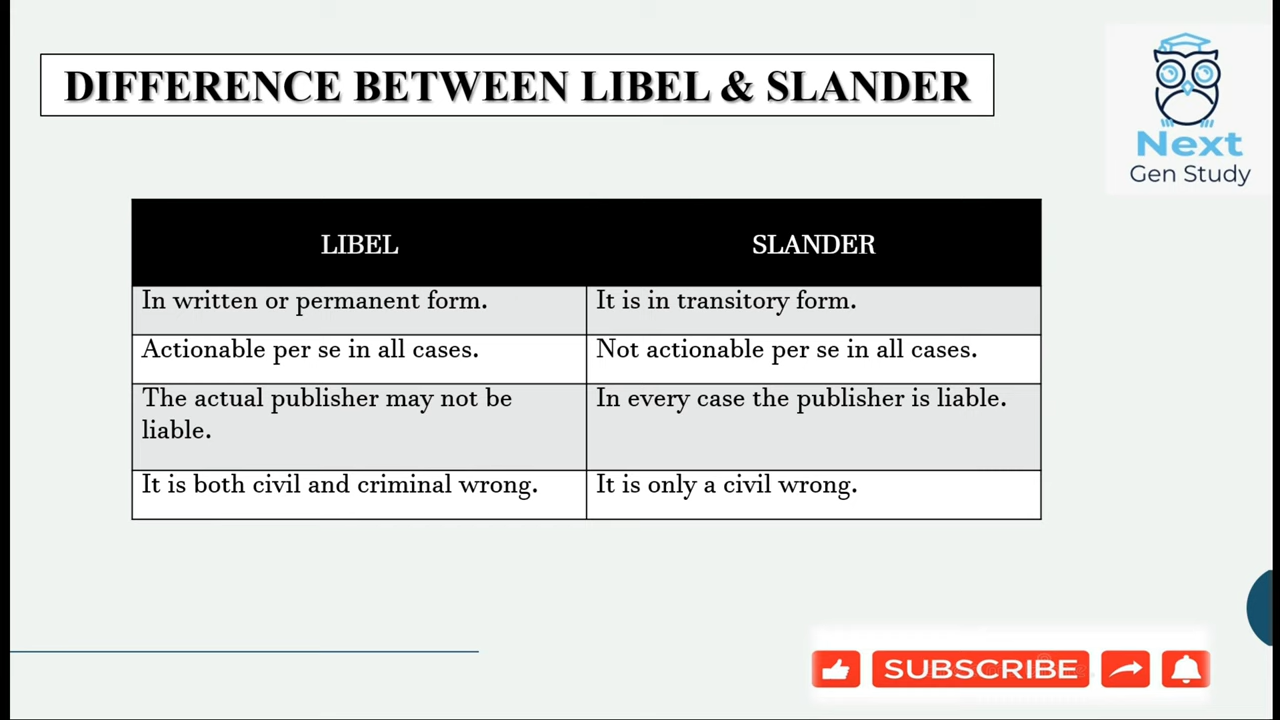 DIFFERENCE BETWEEN LIBEL & SLANDER
Next
Gen Study
LIBEL
SLANDER
In written or permanent form.
It is in transitory form.
Actionable per se in all cases.
Not actionable per se in all cases.
The actual publisher may not be
liable.
In every case the publisher is liable.
It is both civil and criminal wrong.
It is only a civil wrong.
SUBSCRIBE